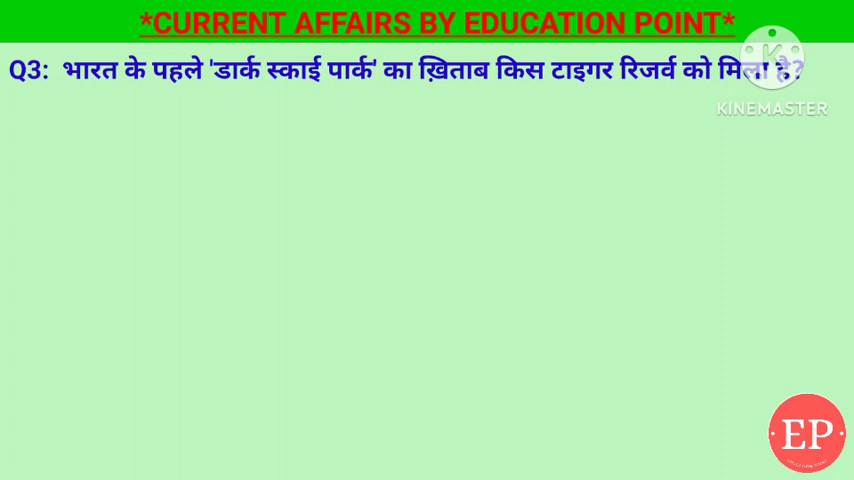 *CURRENT AFFAIRS BY EDUCATION POINT*
Q3: भारत के पहले 'डार्क स्काई पार्क' का ख़िताब किस टाइगर रिजर्व को मिला है?
KINEMASTER
EP